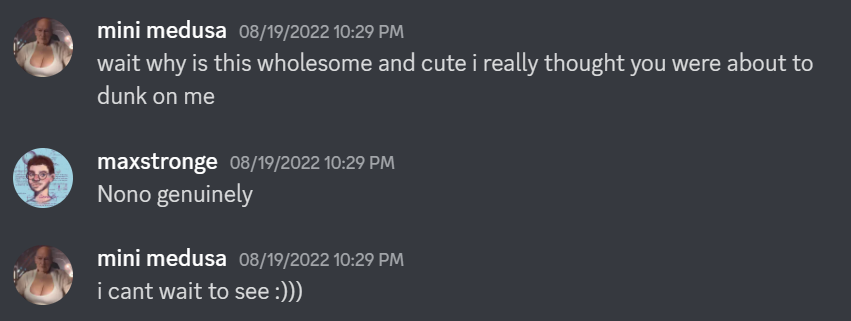 mini medusa 08/19/2022 10:29 PM
wait why is this wholesome and cute i really thought you were about to
dunk on me
maxstronge 08/19/2022 10:29 PM
Nono genuinely
mini medusa 08/19/2022 10:29 PM
i cant wait to see :)))